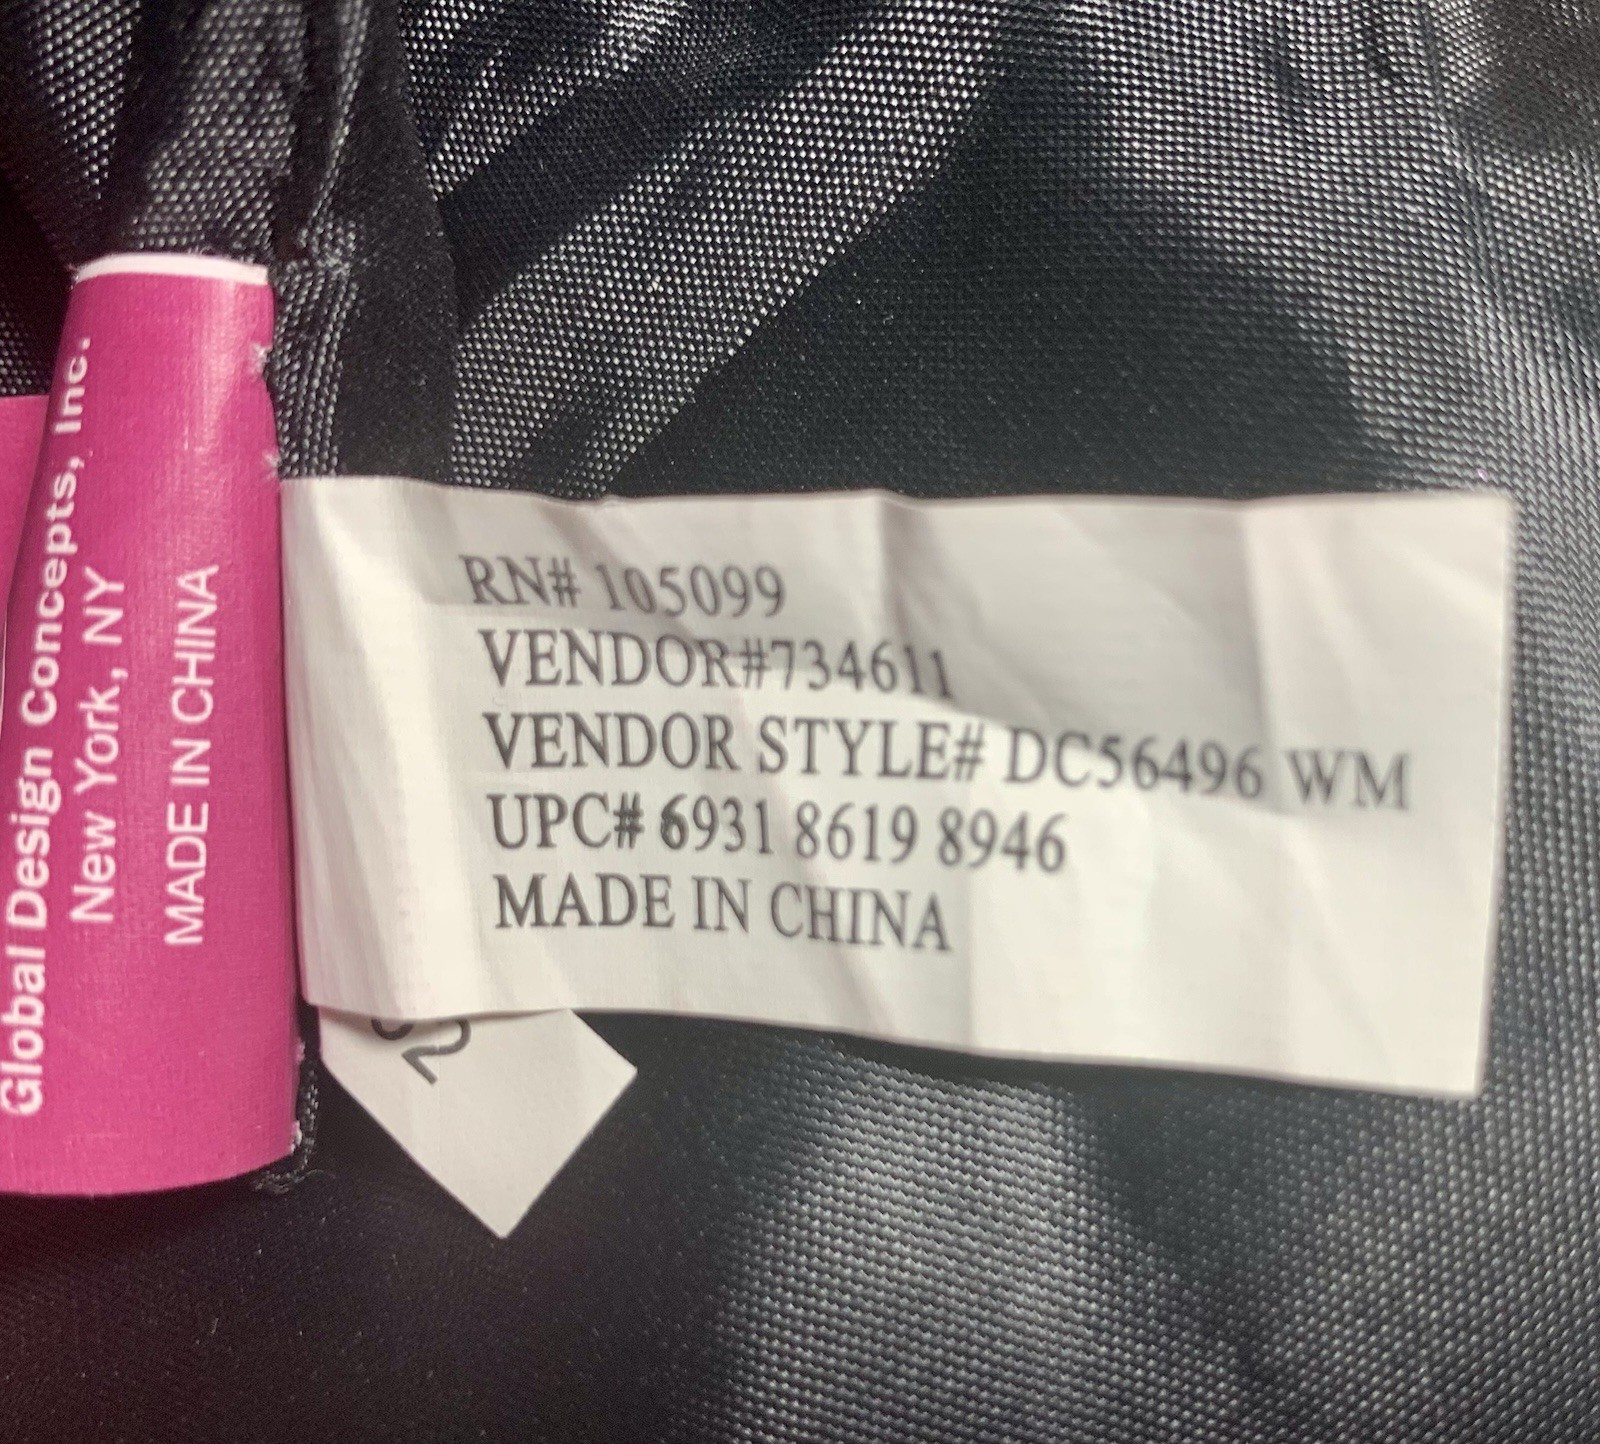 Global Design Concepts, Inc.
New York, NY
MADE IN CHINA
RN# 105099
VENDOR#734611
VENDOR STYLE# DC56496 WM
UPC# 6931 8619 8946
MADE IN CHINA